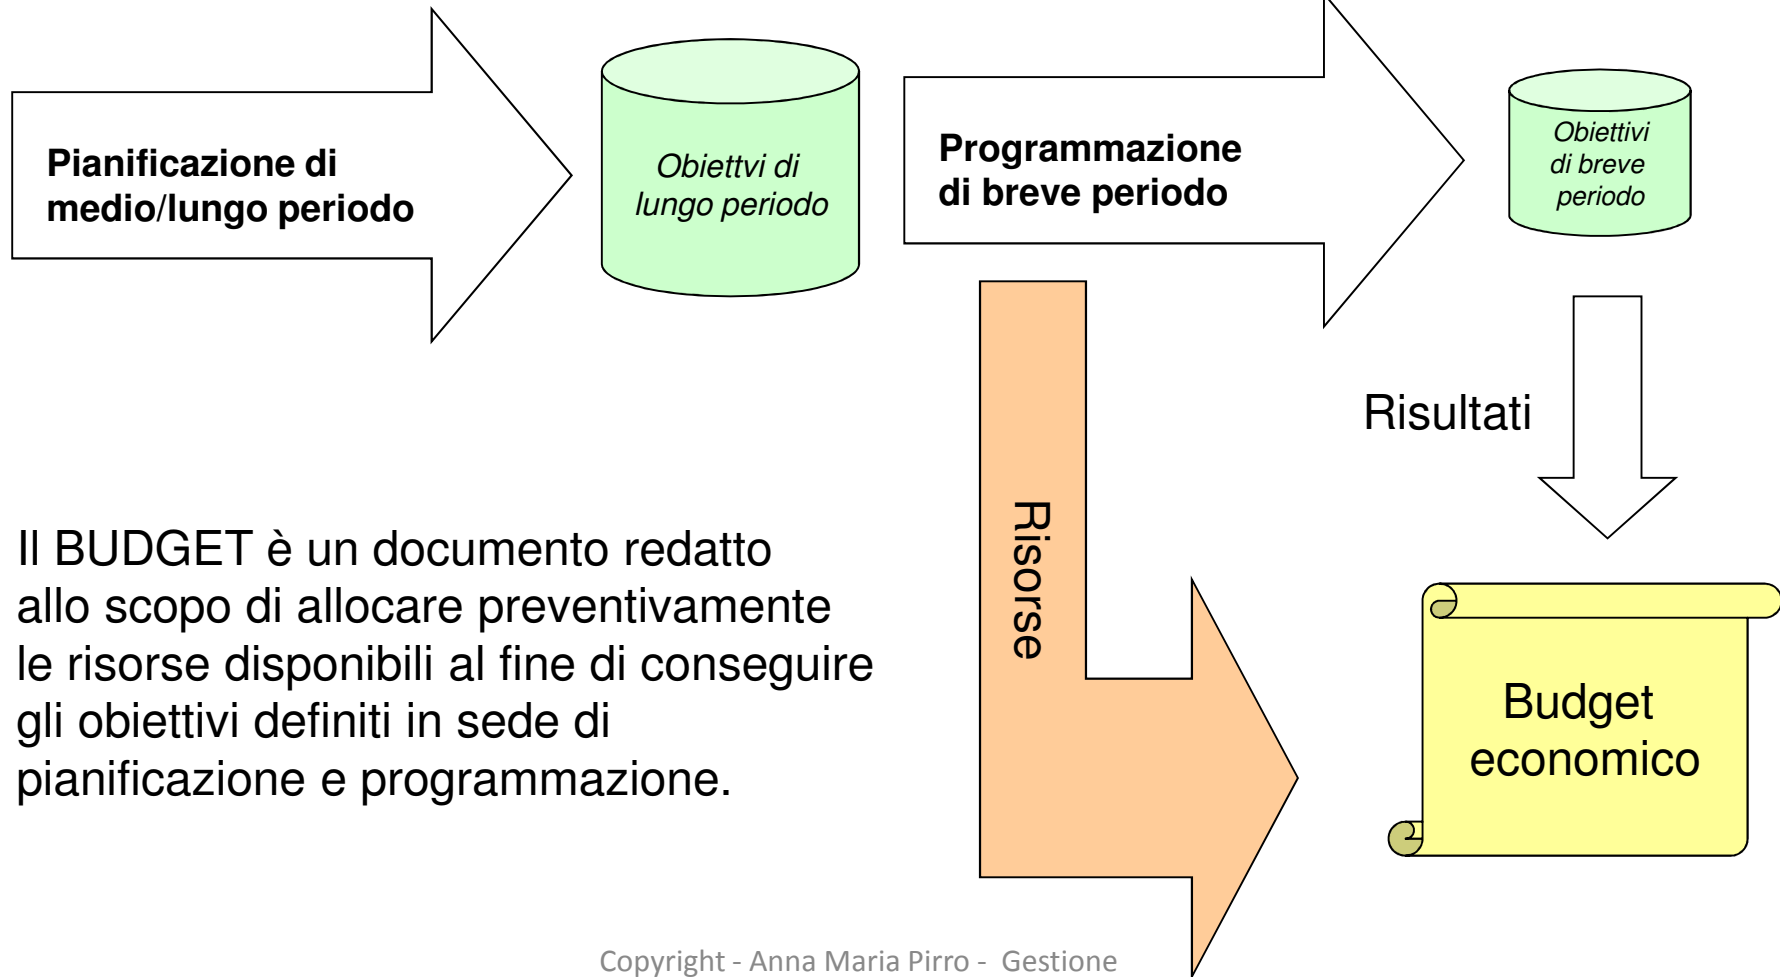 Pianificazione di
medio/lungo periodo
Obiettvi di
lungo periodo
Programmazione
di breve periodo
Obiettivi
di breve
periodo
Risultati
Risorse
Il BUDGET è un documento redatto
allo scopo di allocare preventivamente
le risorse disponibili al fine di conseguire
gli obiettivi definiti in sede di
pianificazione e programmazione.
Budget
economico
Copyright - Anna Maria Pirro - Gestione